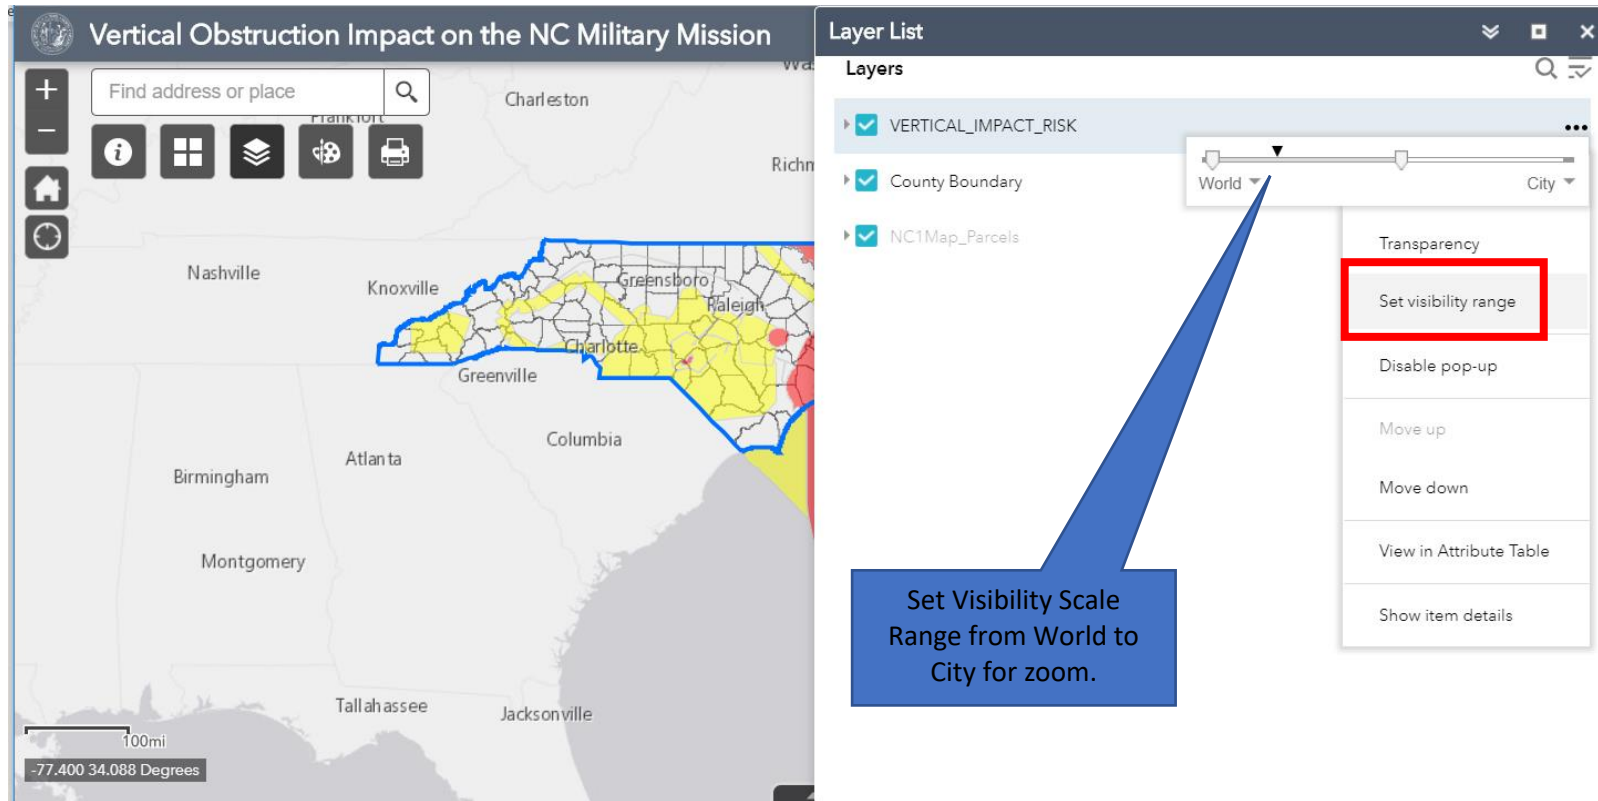 Vertical Obstruction Impact on the NC Military Mission
Find address or place
Charleston
Nashville
Knoxville
Greensboro
Raleigh
Charlotte
Greenville
Columbia
Atlanta
Birmingham
Montgomery
Tallahassee
Jacksonville
100mi
-77.400 34.088 Degrees
Layer List
Layers
VERTICAL_IMPACT_RISK
World
City
County Boundary
NC1Map_Parcels
Transparency
Set visibility range
Disable pop-up
Move up
Move down
View in Attribute Table
Show item details
Set Visibility Scale
Range from World to
City for zoom.